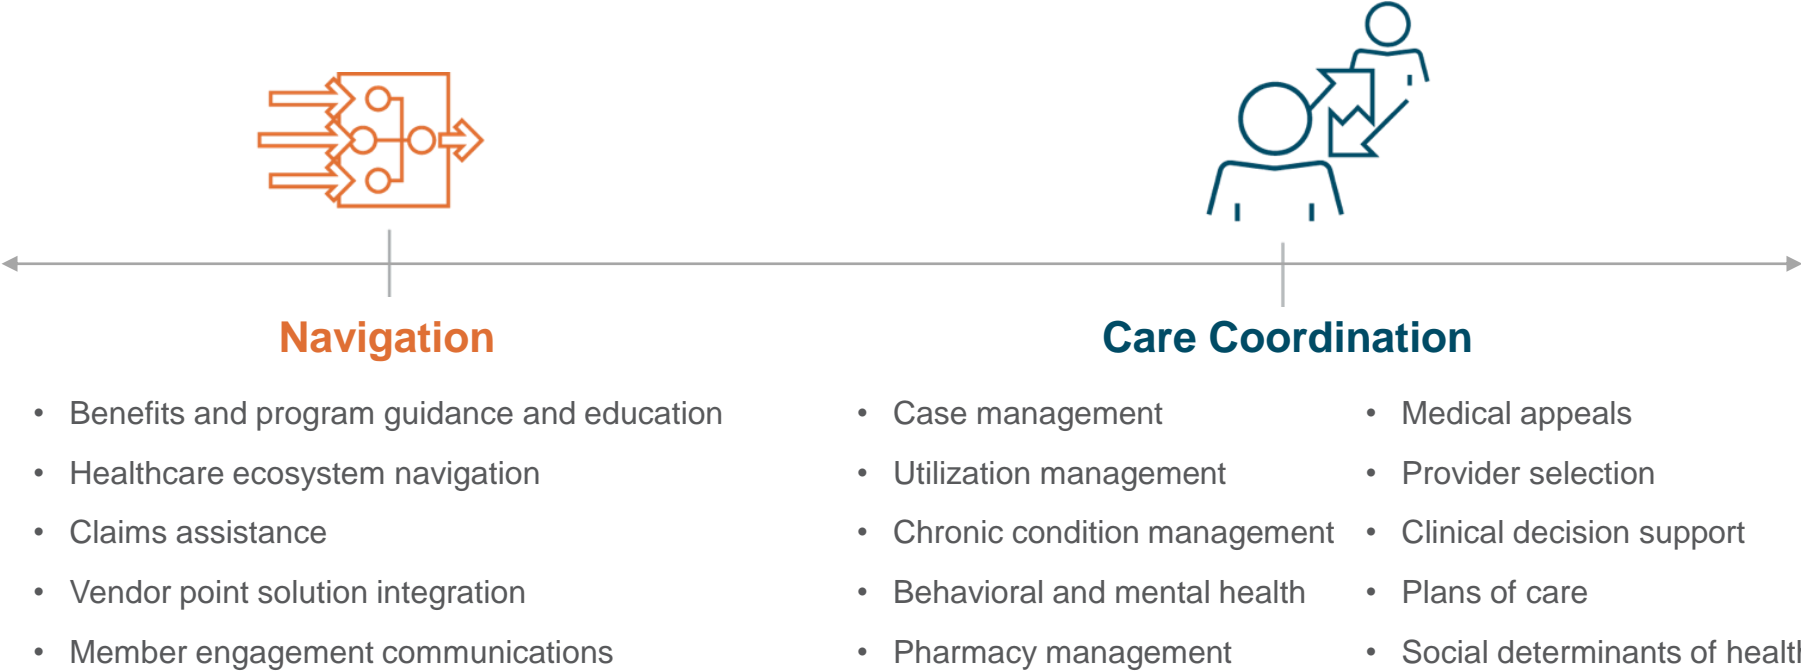 Navigation
• Benefits and program guidance and education
• Healthcare ecosystem navigation
• Claims assistance
• Vendor point solution integration
• Member engagement communications
Care Coordination
• Case management
• Utilization management
• Chronic condition management
• Behavioral and mental health
• Pharmacy management
• Medical appeals
• Provider selection
• Clinical decision support
• Plans of care
• Social determinants of health